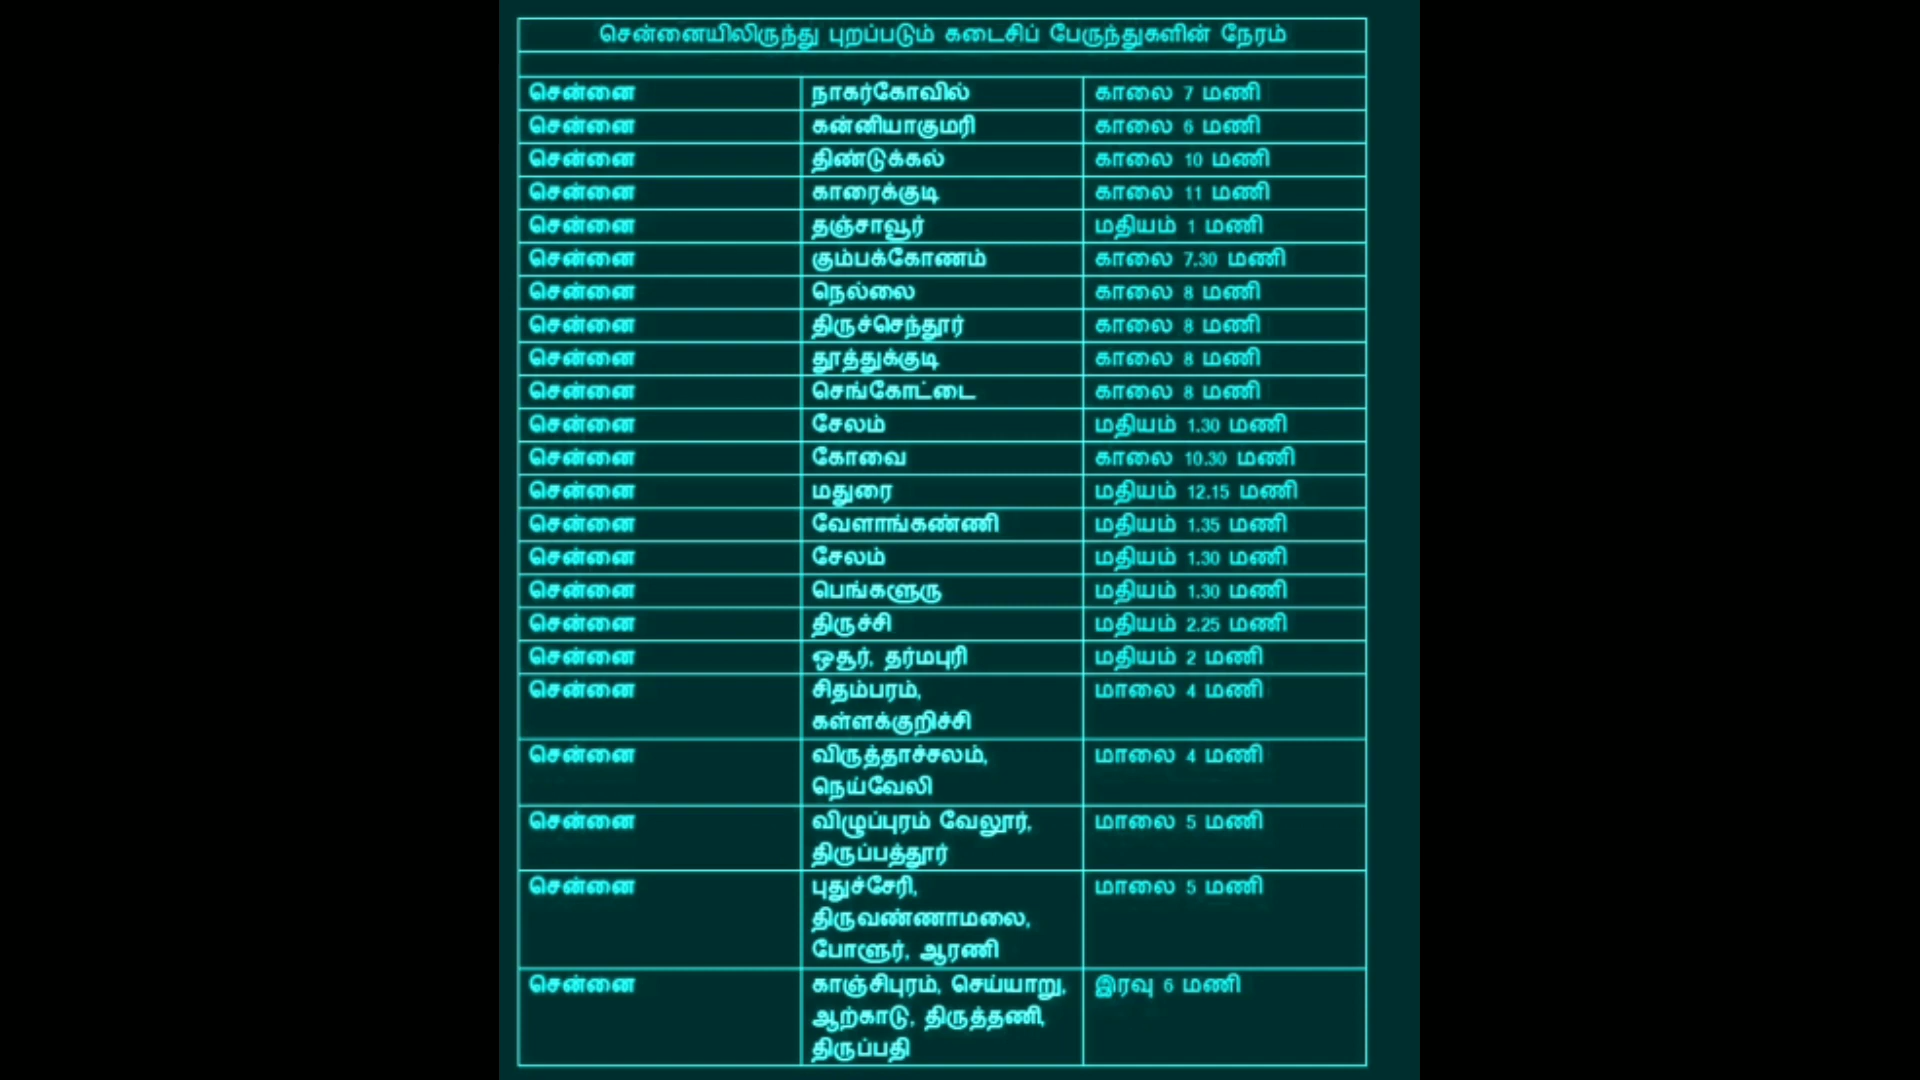 சென்னையிலிருந்து புறப்படும் கடைசிப் பேருந்துகளின் நேரம்
சென்னை நாகர்கோவில் காலை 7 மணி
சென்னை கன்னியாகுமரி காலை 6 மணி
சென்னை திண்டுக்கல் காலை 10 மணி
சென்னை காரைக்குடி காலை 11 மணி
சென்னை தஞ்சாவூர் மதியம் 1 மணி
சென்னை கும்பக்கோணம் காலை 7.30 மணி
சென்னை நெல்லை காலை 8 மணி
சென்னை திருச்செந்தூர் காலை 8 மணி
சென்னை தூத்துக்குடி காலை 8 மணி
சென்னை செங்கோட்டை காலை 8 மணி
சென்னை சேலம் மதியம் 1.30 மணி
சென்னை கோவை காலை 10.30 மணி
சென்னை மதுரை மதியம் 12.15 மணி
சென்னை வேளாங்கண்ணி மதியம் 1.35 மணி
சென்னை சேலம் மதியம் 1.30 மணி
சென்னை பெங்களூரு மதியம் 1.30 மணி
சென்னை திருச்சி மதியம் 2.25 மணி
சென்னை ஒசூர், தர்மபுரி மதியம் 2 மணி
சென்னை சிதம்பரம், மாலை 4 மணி
கள்ளக்குறிச்சி
சென்னை விருத்தாச்சலம், மாலை 4 மணி
நெய்வேலி
சென்னை விழுப்புரம் வேலூர், மாலை 5 மணி
திருப்பத்தூர்
சென்னை புதுச்சேரி, மாலை 5 மணி
திருவண்ணாமலை,
போளூர், ஆரணி
சென்னை காஞ்சிபுரம், செய்யாறு, இரவு 6 மணி
ஆற்காடு, திருத்தணி,
திருப்பதி